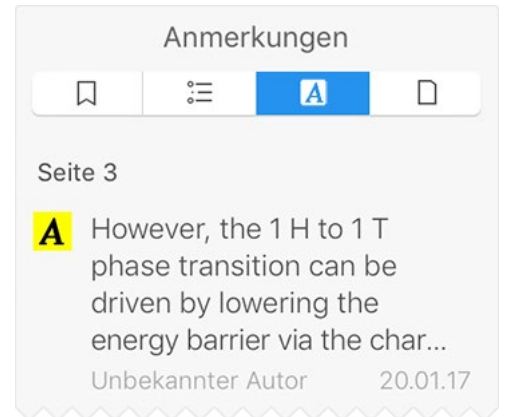 Anmerkungen
A
Seite 3
A However, the 1 H to 1 T
phase transition can be
driven by lowering the
energy barrier via the char...
Unbekannter Autor 20.01.17